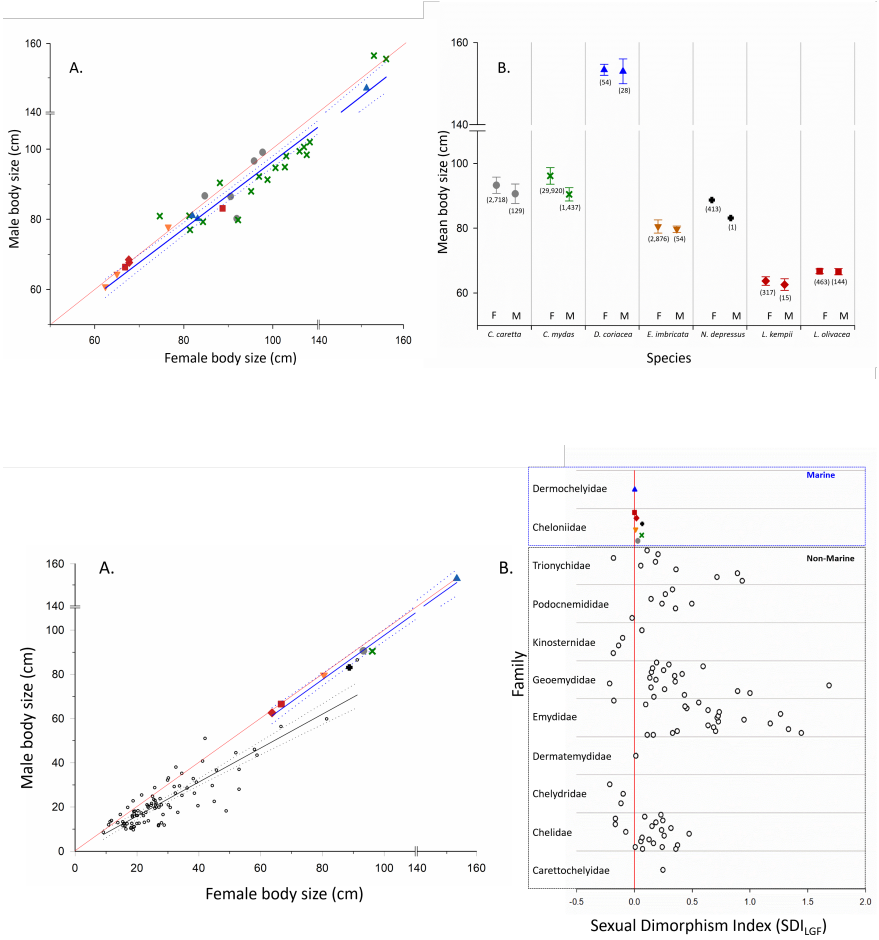 A.
160
140
100
80
60
Male body size (cm)
60
80
100
140
160
Female body size (cm)
B.
160
140
100
80
60
Mean body size (cm)
(54)
(28)
(2,718)
(129)
(29,920)
(1,437)
(2,876)
(54)
(413)
(1)
(317)
(15)
(463)
(144)
F M F M F M F M F M F M F M
C. caretta C. mydas D. coriacea E. imbricata N. depressus L. kempii L. olivacea
Species
A.
160
140
100
80
60
40
20
0
Male body size (cm)
0 20 40 60 80 100 140 160
Female body size (cm)
B.
Marine
Dermochelyidae
Cheloniidae
Non-Marine
Trionychidae
Podocnemididae
Kinosternidae
Geoemydidae
Emydidae
Dermatemydidae
Chelydridae
Chelidae
Carettochelyidae
Family
-0.5 0.0 0.5 1.0 1.5 2.0
Sexual Dimorphism Index (SDILGF)